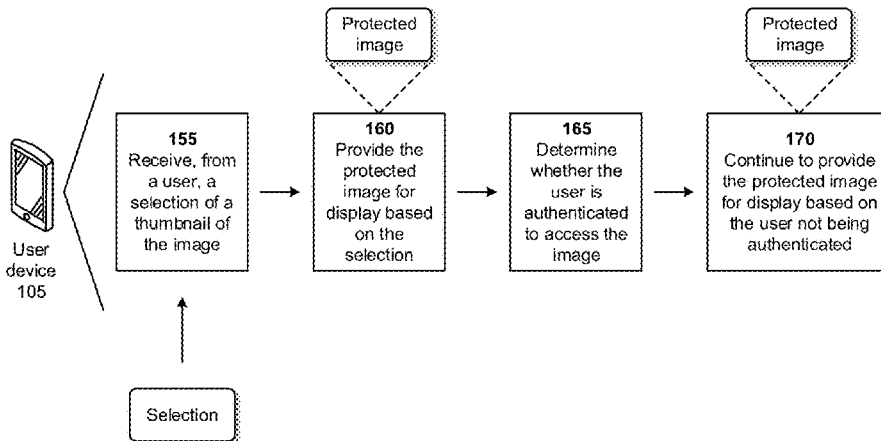 Protected
image
Protected
image
155
Receive, from
a user, a
selection of a
thumbnail of
the image
160
Provide the
protected
image for
display based
on the
selection
165
Determine
whether the
user is
authenticated
to access the
image
170
Continue to provide
the protected image
for display based on
the user not being
authenticated
User
device
105
Selection